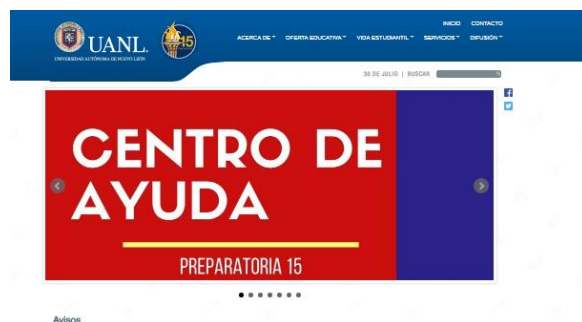 INICIO CONTACTO
UANL.
15
UNIVERSIDAD AUTÓNOMA DE NUEVO LEÓN
ACERCA DE OFERTA EDUCATIVA VIDA ESTUDIANTIL SERVICIOS DIFUSIÓN
30 DE JULIO | BUSCAR
CENTRO DE
AYUDA
PREPARATORIA 15
Avisos